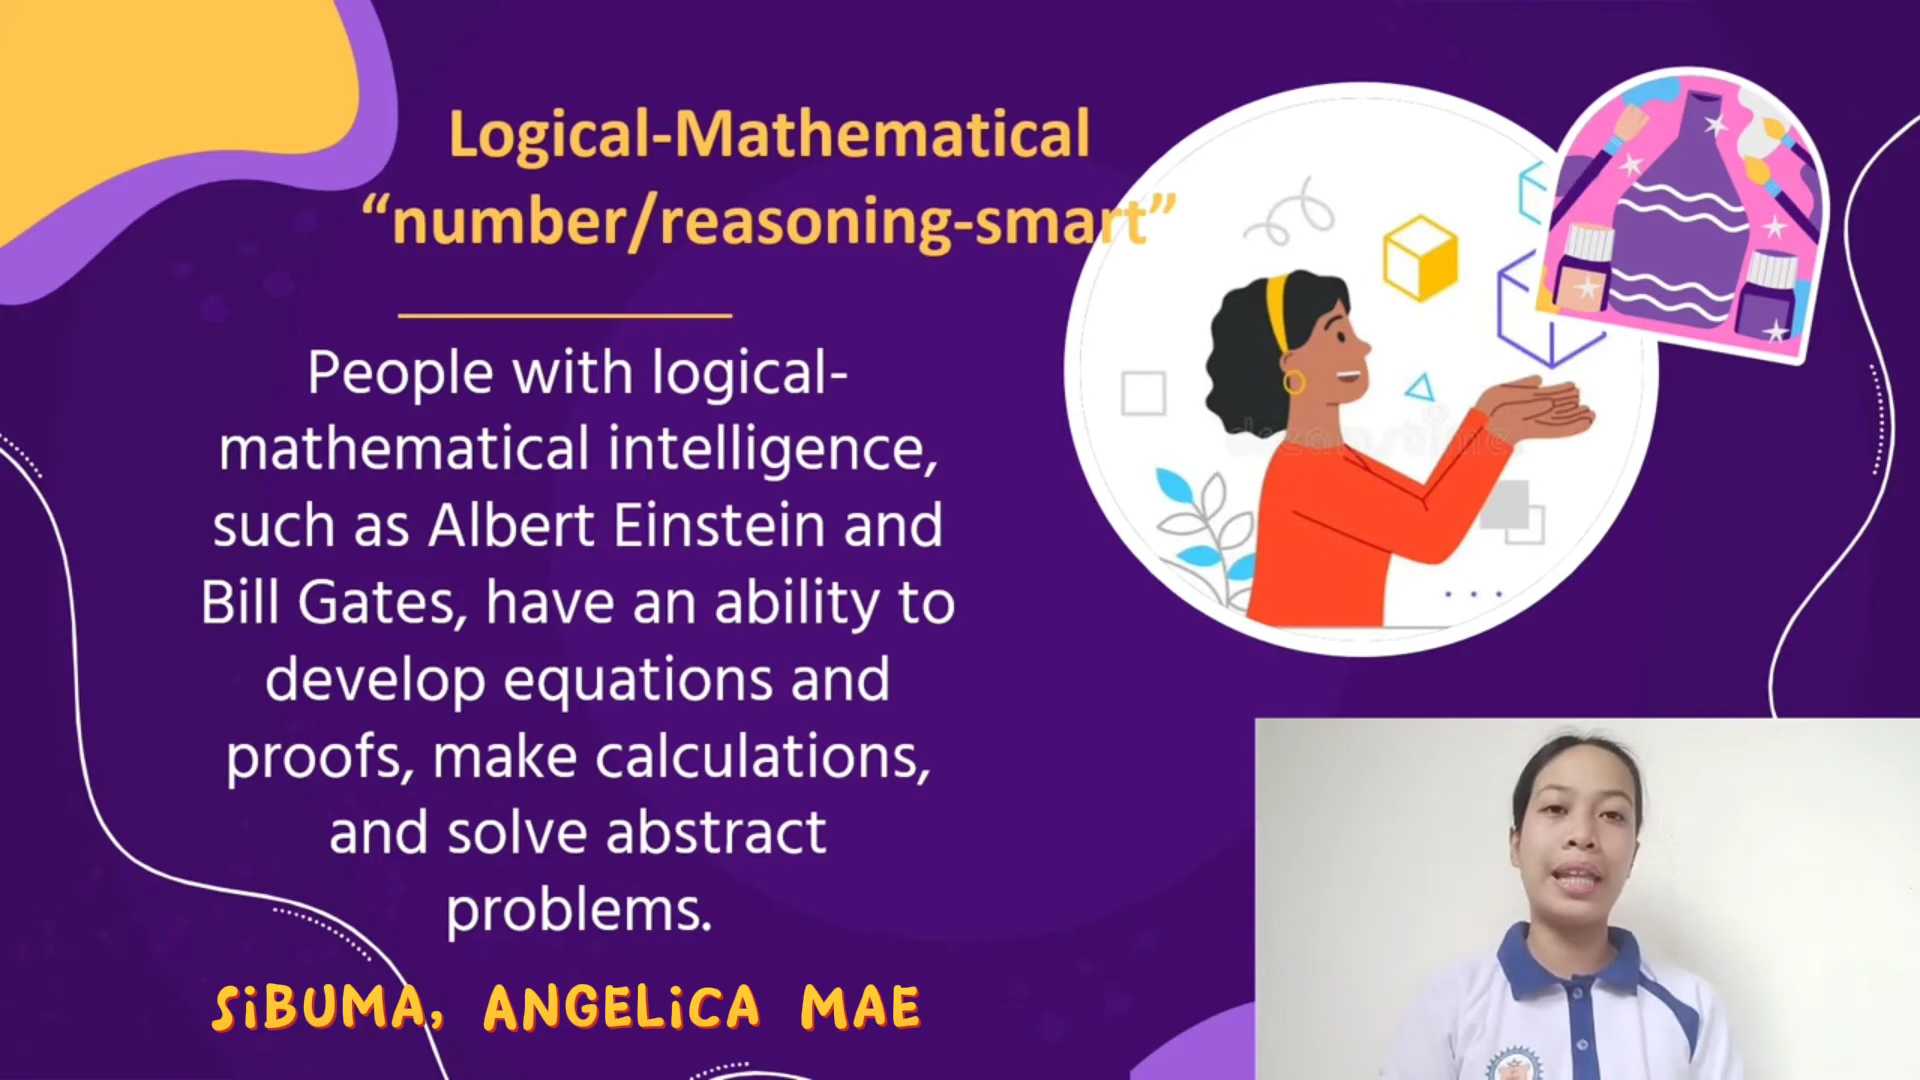 Logical-Mathematical
“number/reasoning-smart”
People with logical-
mathematical intelligence,
such as Albert Einstein and
Bill Gates, have an ability to
develop equations and
proofs, make calculations,
and solve abstract
problems.
SiBUMA, ANGELiCA MAE
dreamstime